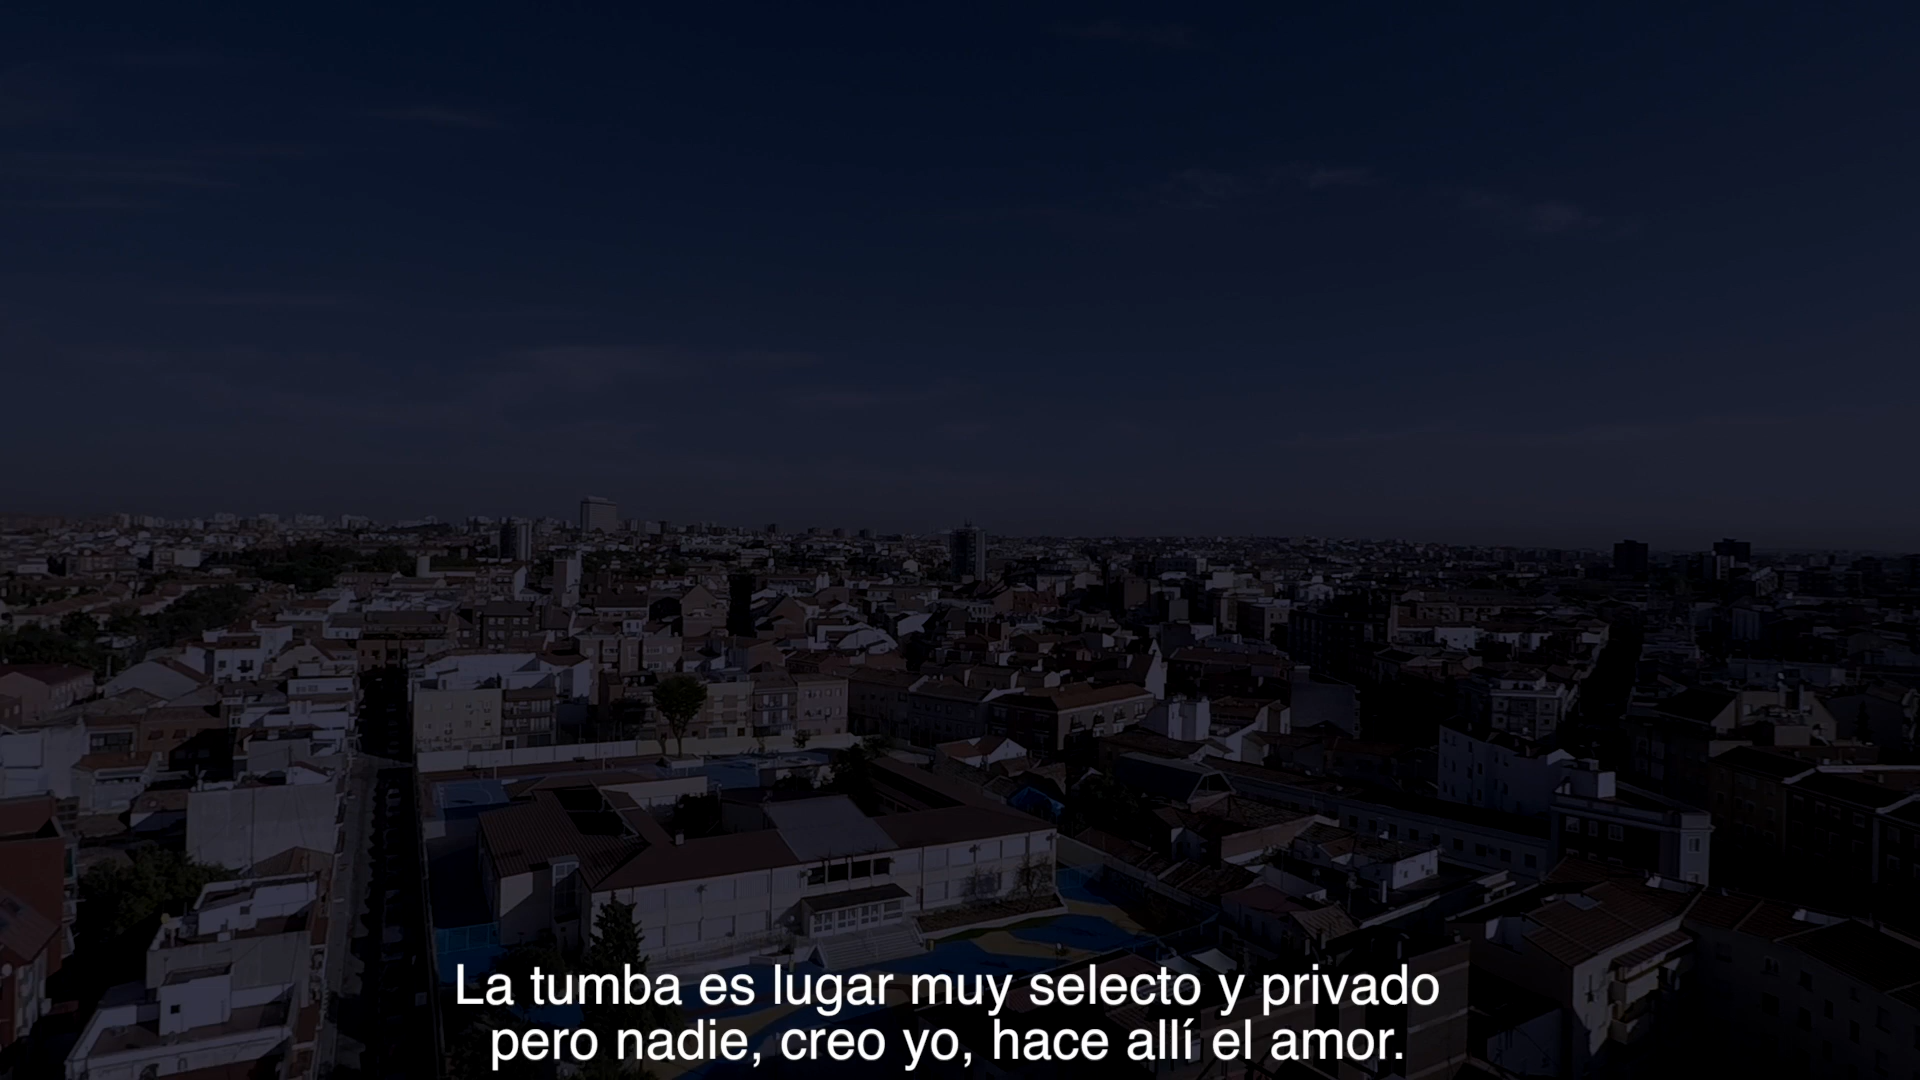 La tumba es lugar muy selecto y privado
pero nadie, creo yo, hace allí el amor.